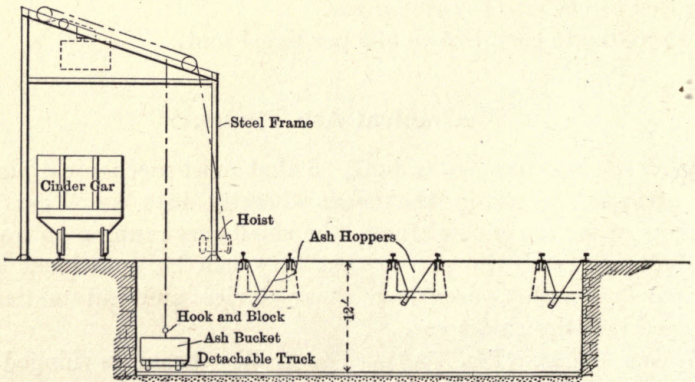 Steel Frame
Cinder Car
Hoist
Ash Hoppers
Hook and Block
12'
Ash Bucket
Detachable Truck